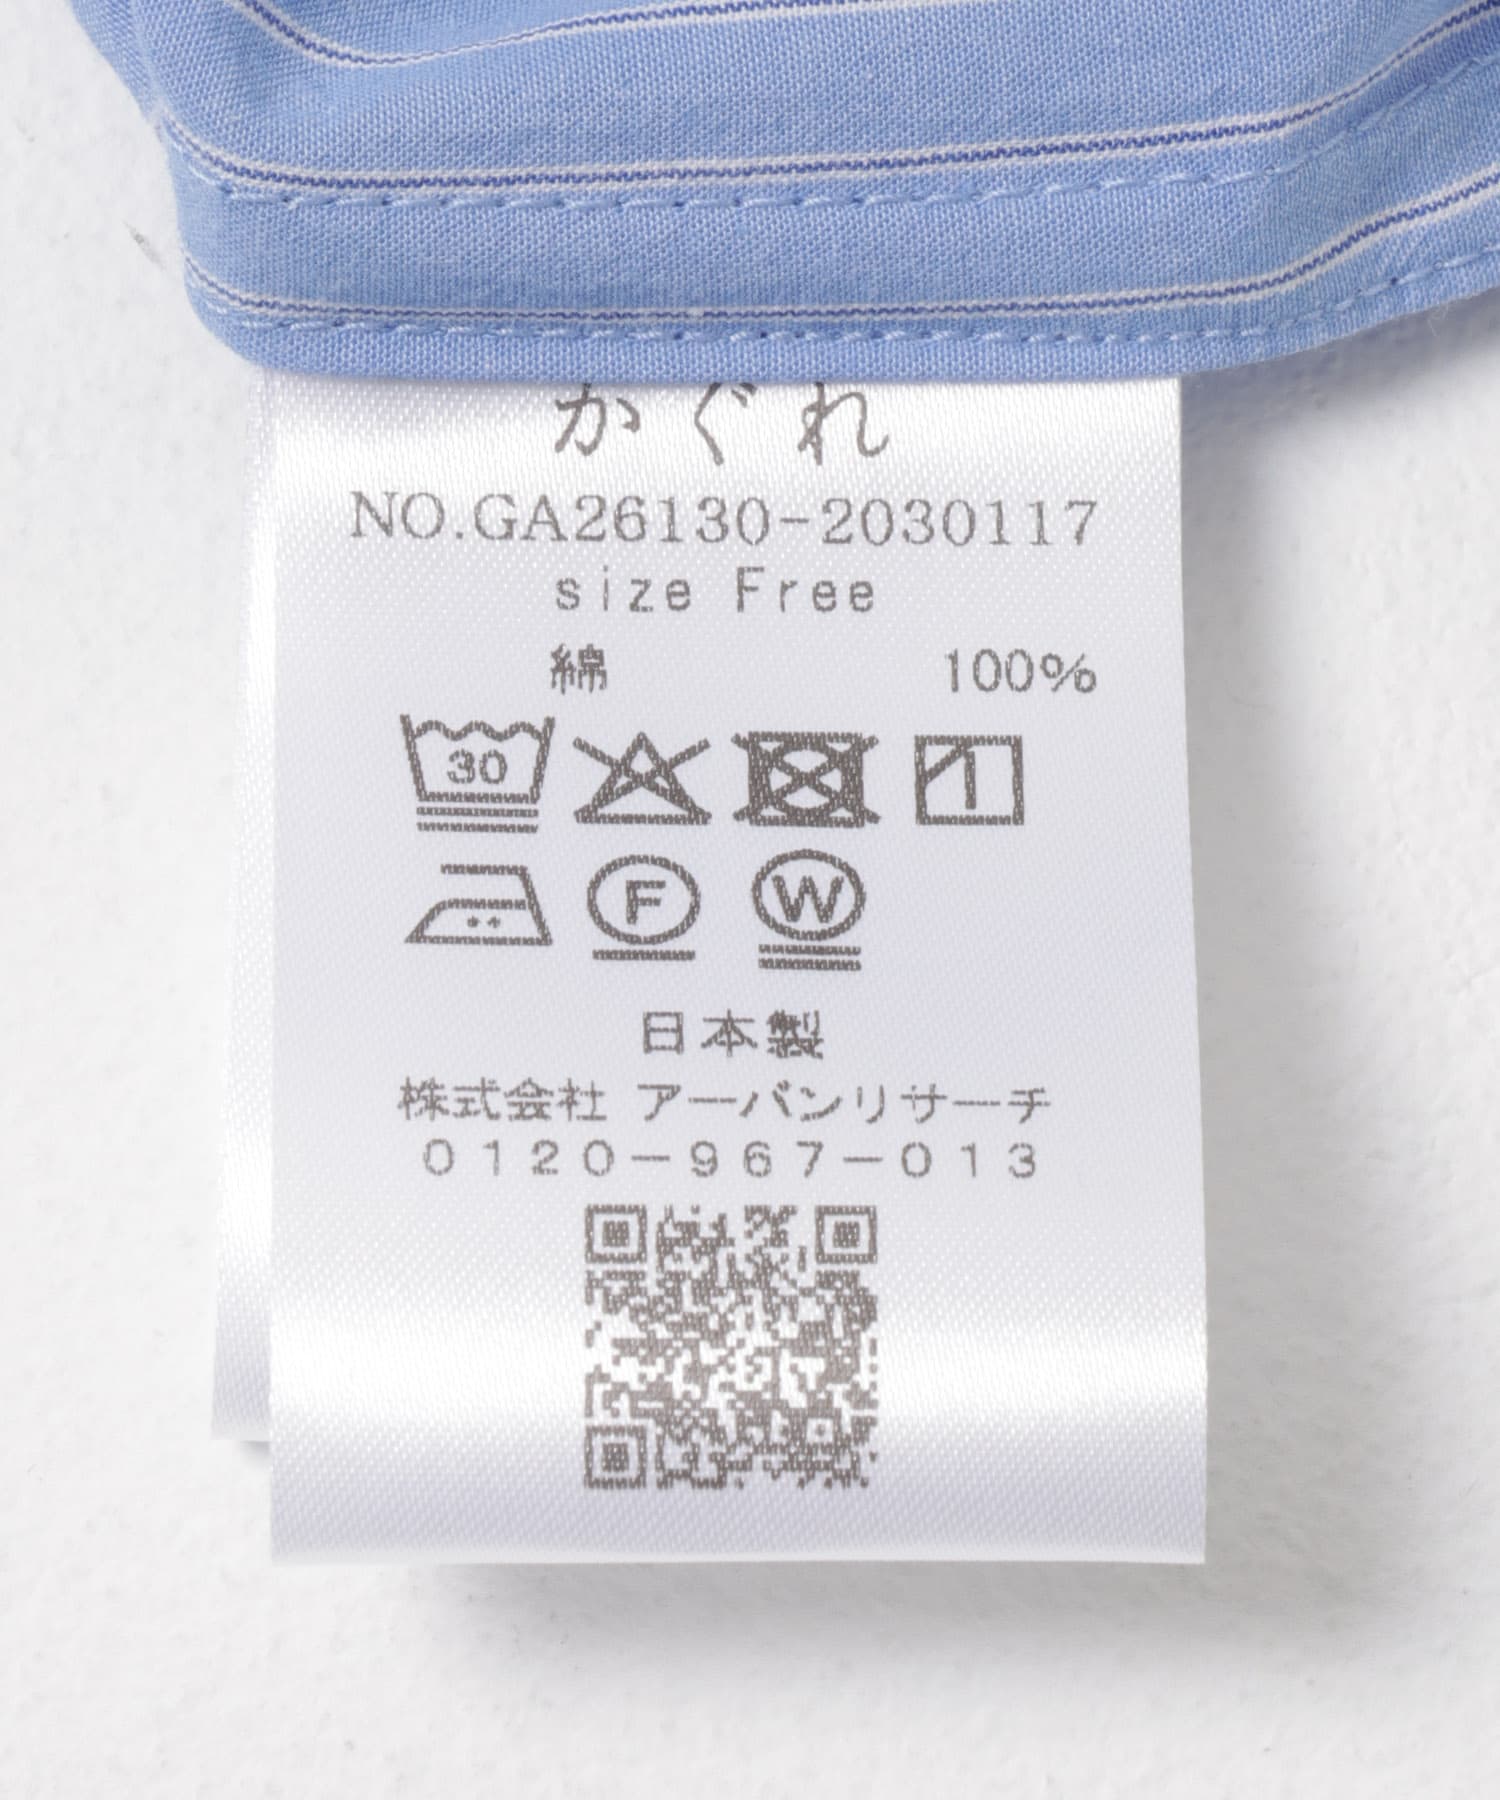 かぐれ
NO.GA26130-2030117
size Free
綿 100%
30
F W
日本製
株式会社 アーバンリサーチ
0120-967-013